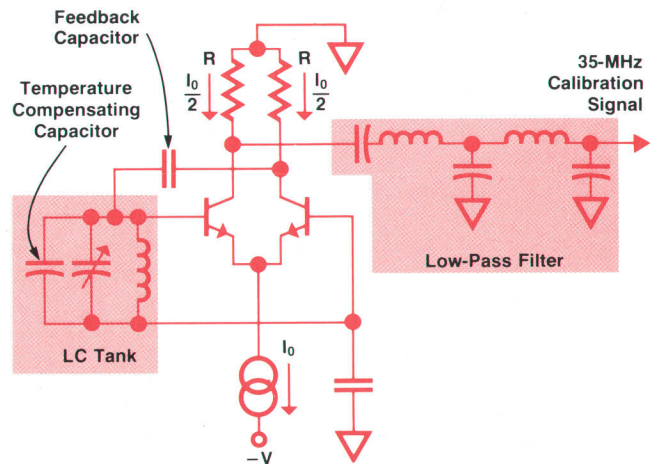 Feedback
Capacitor
Temperature
Compensating
Capacitor
R
R
I0
2
I0
2
35-MHz
Calibration
Signal
Low-Pass Filter
LC Tank
I0
–V